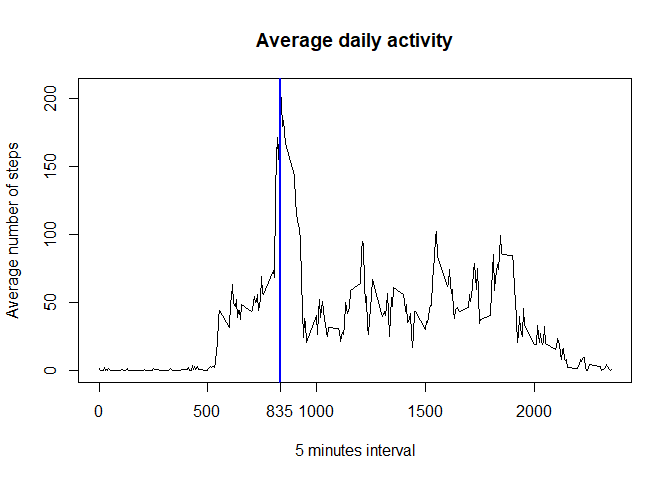 Average daily activity
Average number of steps
200
150
100
50
0
0 500 835 1000 1500 2000
5 minutes interval